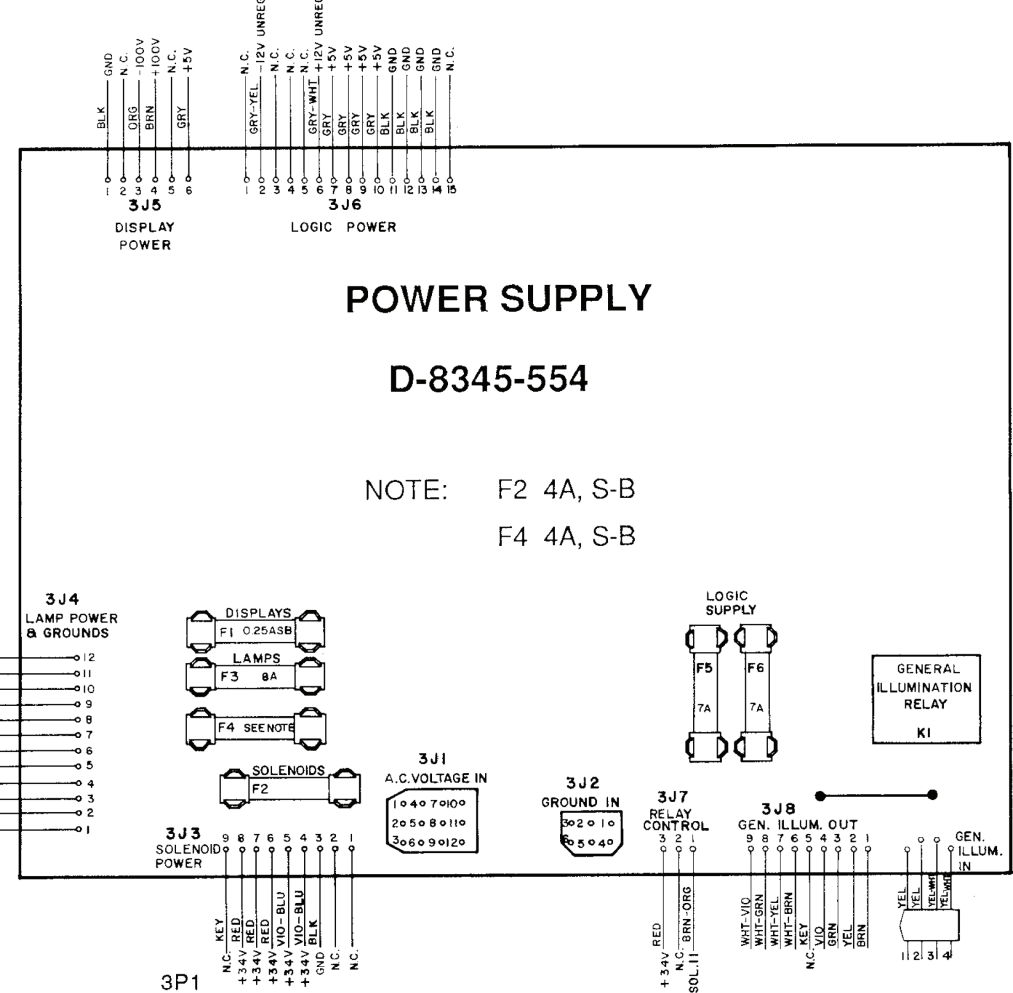 GND
N.C.
-100V
+100V
N.C.
+5V
BLK
ORG
BRN
GRY
N.C.
-12V UNREG
N.C.
N.C.
N.C.
+12V UNREG
+5V
+5V
+5V
+5V
GND
GND
GND
GND
N.C.
GRY-YEL
GRY-WHT
GRY
GRY
GRY
GRY
BLK
BLK
BLK
BLK
1 2 3 4 5 6
3J5
DISPLAY
POWER
1 2 3 4 5 6 7 8 9 10 11 12 13 14 15
3J6
LOGIC POWER
POWER SUPPLY
D-8345-554
NOTE: F2 4A, S-B
F4 4A, S-B
3J4
LAMP POWER
& GROUNDS
12
11
10
9
8
7
6
5
4
3
2
1
DISPLAYS
F1 0.25ASB
LAMPS
F3 8A
F4 SEE NOTE
SOLENOIDS
F2
LOGIC
SUPPLY
F5
7A
F6
7A
GENERAL
ILLUMINATION
RELAY
K1
3J1
A.C. VOLTAGE IN
1 4 7 10
2 5 8 11
3 6 9 12
3J2
GROUND IN
3 2 1
6 5 4
3J7
RELAY
CONTROL
3 2 1
3J8
GEN. ILLUM. OUT
9 8 7 6 5 4 3 2 1
GEN.
ILLUM.
IN
3J3
SOLENOID
POWER
9 8 7 6 5 4 3 2 1
KEY
RED
RED
RED
VIO-BLU
VIO-BLU
BLK
N.C.
+34V
+34V
+34V
+34V
+34V
GND
N.C.
N.C.
3P1
RED
BRN-ORG
+34V
N.C.
SOL.11
WHT-VIO
WHT-GRN
WHT-YEL
WHT-BRN
KEY
VIO
GRN
YEL
BRN
N.C.
YEL
YEL
YEL-WHT
YEL-WHT
1 2 3 4